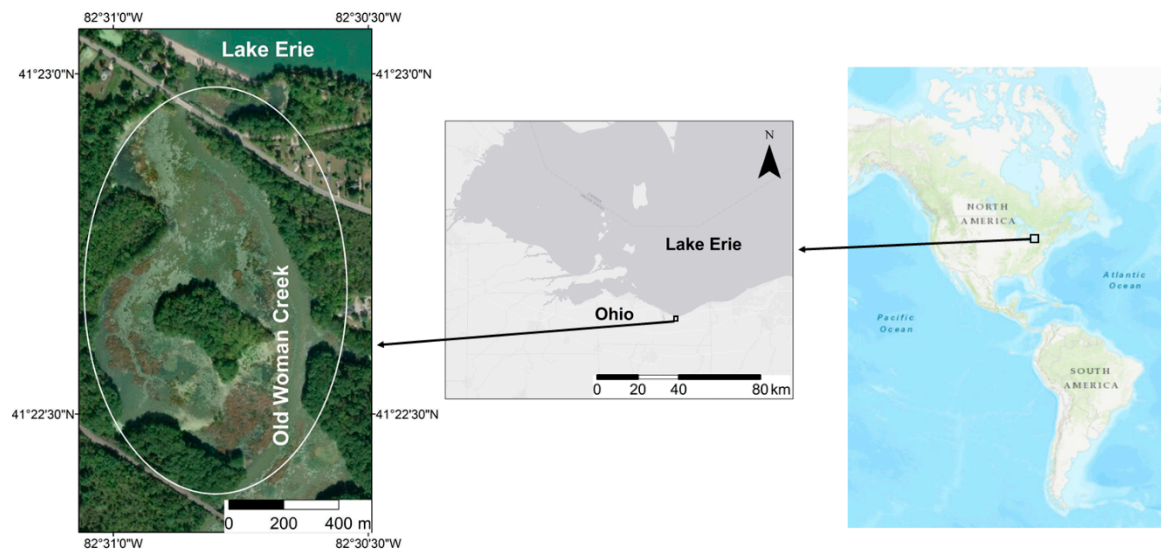 82°31'0"W
82°30'30"W
Lake Erie
41°23'0"N
41°23'0"N
Old Woman Creek
41°22'30"N
41°22'30"N
0 200 400 m
82°31'0"W
82°30'30"W
N
Lake Erie
Ohio
0 20 40 80 km
NORTH
AMERICA
Atlantic
Ocean
Pacific
Ocean
SOUTH
AMERICA